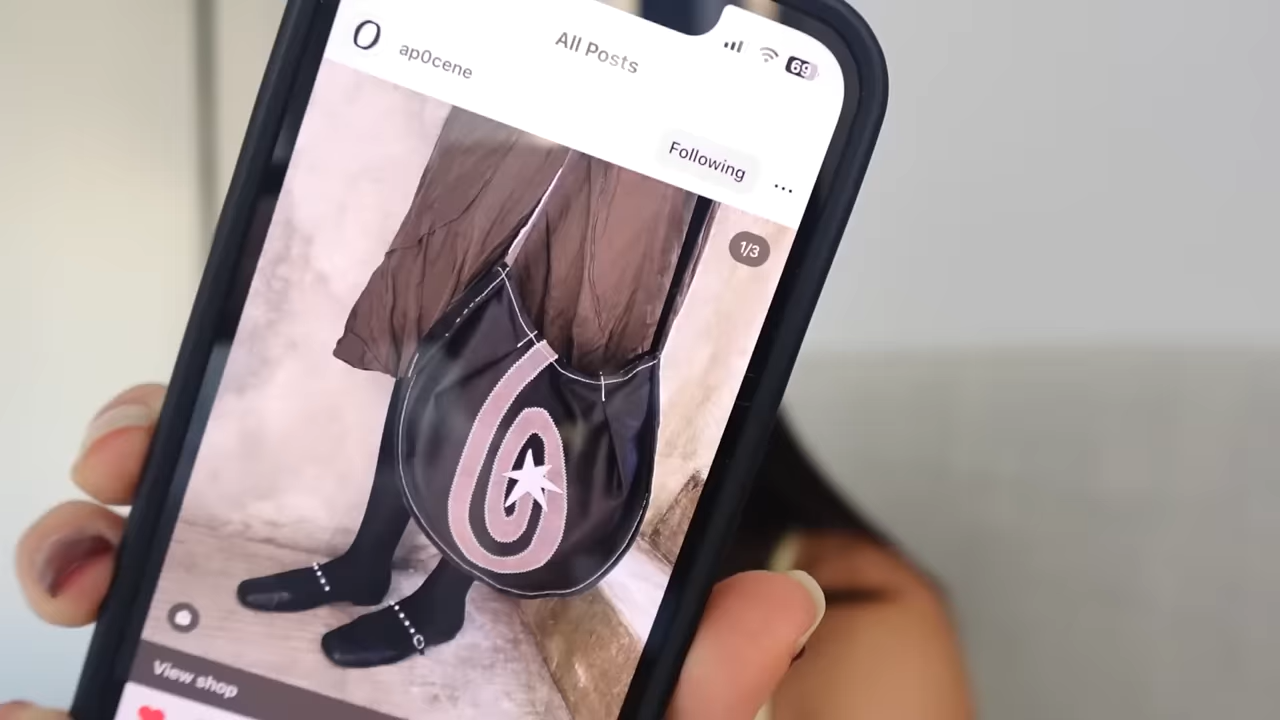 All Posts
69
ap0cene
Following
...
1/3
View shop